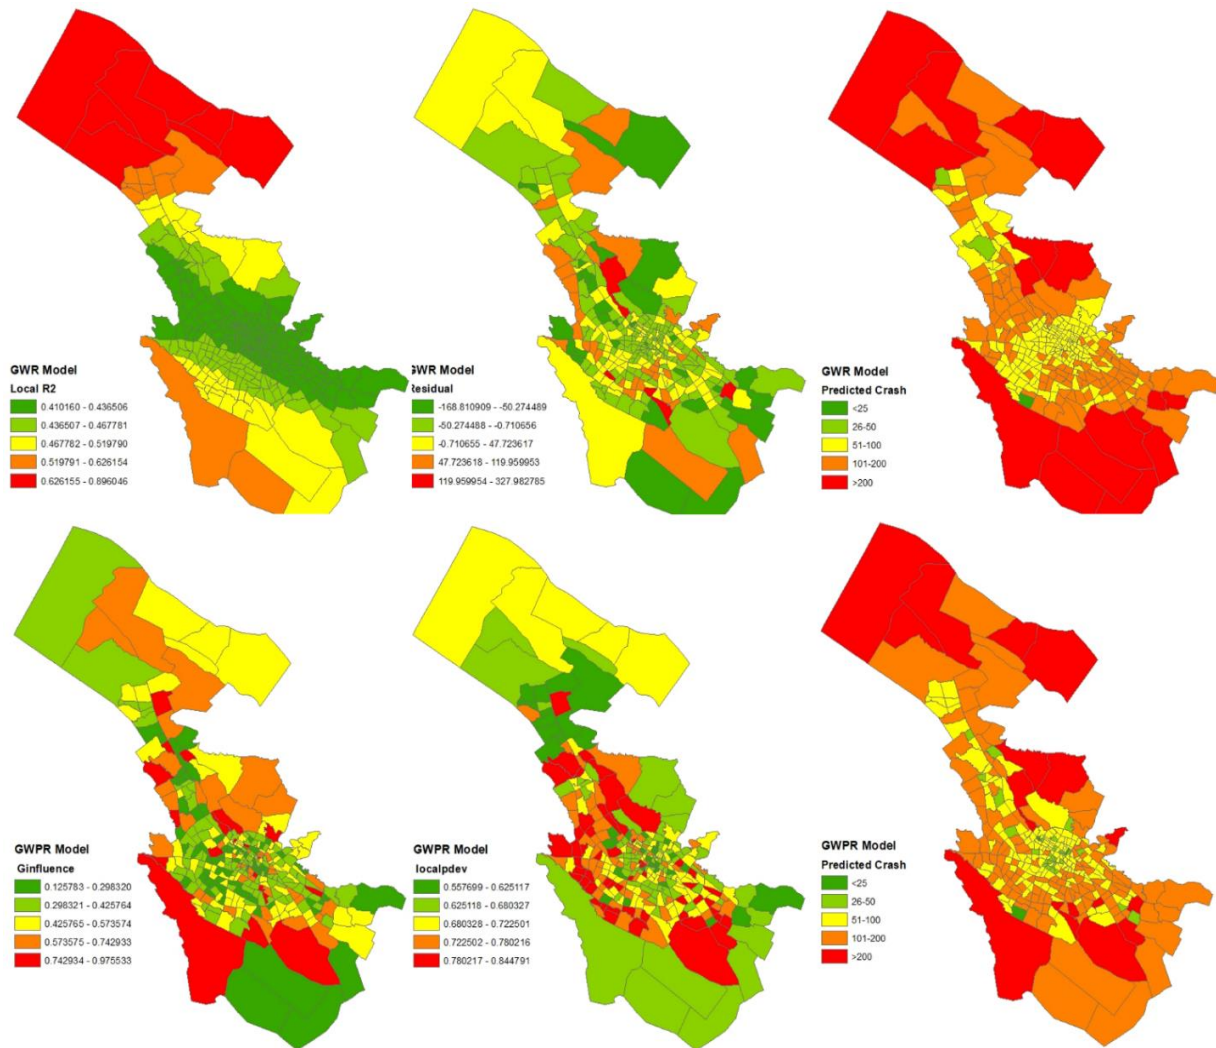 GWR Model
Local R2
0.410160 - 0.436506
0.436507 - 0.467781
0.467782 - 0.519790
0.519791 - 0.626154
0.626155 - 0.896046
GWR Model
Residual
-168.810909 - -50.274489
-50.274488 - -0.710656
-0.710655 - 47.723617
47.723618 - 119.959953
119.959954 - 327.982785
GWR Model
Predicted Crash
<25
26-50
51-100
101-200
>200
GWPR Model
Ginfluence
0.125783 - 0.298320
0.298321 - 0.425764
0.425765 - 0.573574
0.573575 - 0.742933
0.742934 - 0.975533
GWPR Model
localpdev
0.557699 - 0.625117
0.625118 - 0.680327
0.680328 - 0.722501
0.722502 - 0.780216
0.780217 - 0.844791
GWPR Model
Predicted Crash
<25
26-50
51-100
101-200
>200